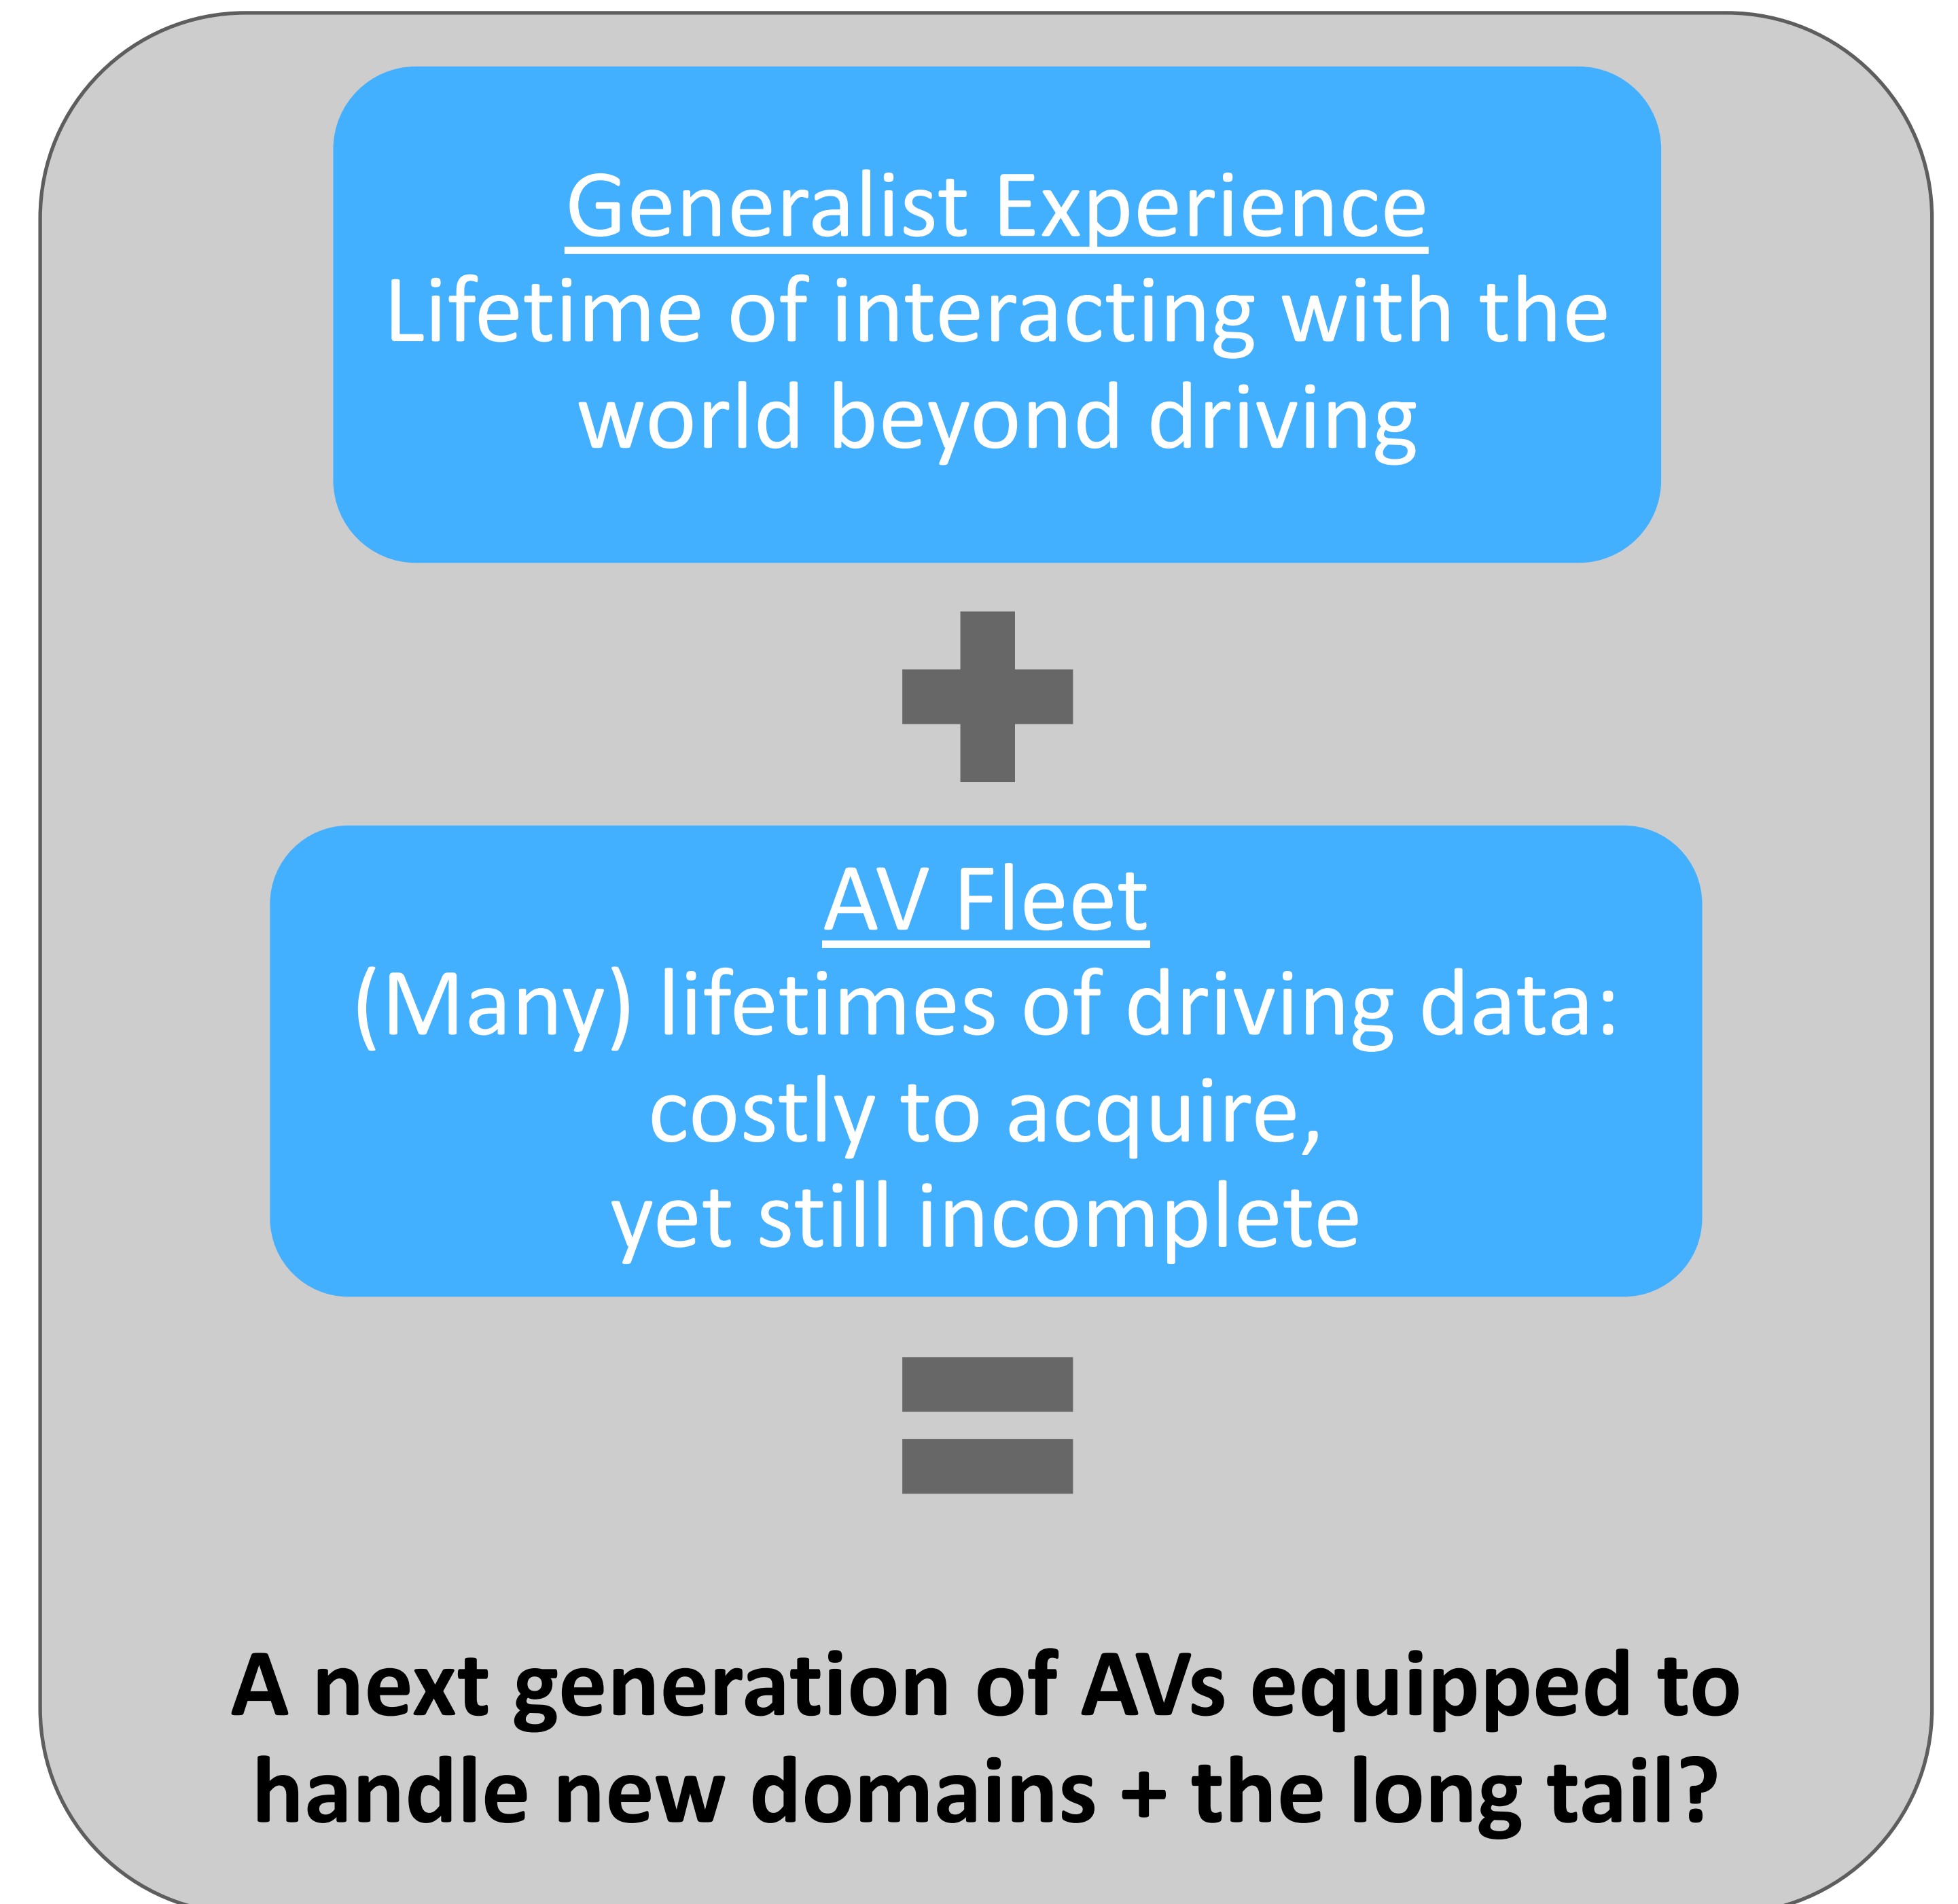 Generalist Experience
Lifetime of interacting with the
world beyond driving
AV Fleet
(Many) lifetimes of driving data:
costly to acquire,
yet still incomplete
A next generation of AVs equipped to
handle new domains + the long tail?